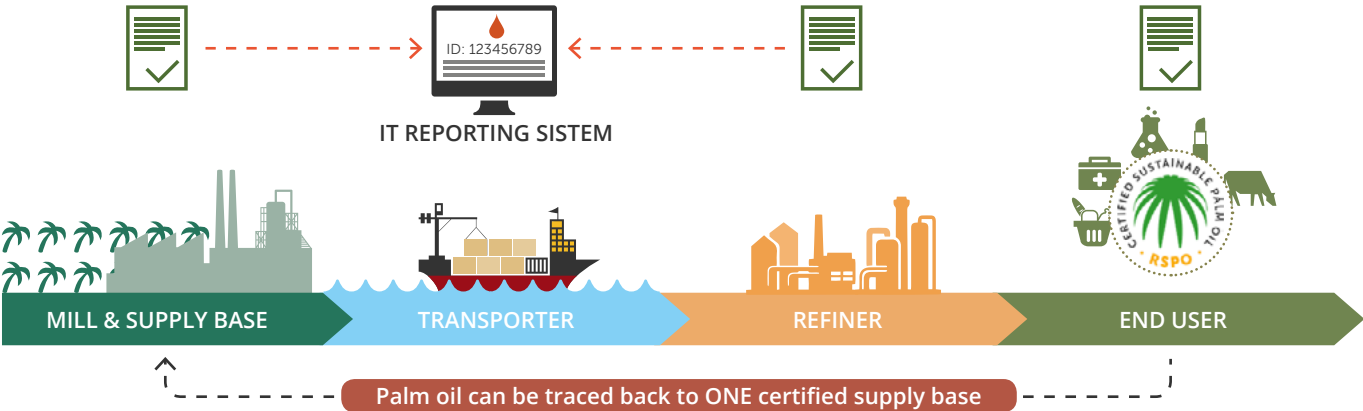 ID: 123456789
IT REPORTING SISTEM
CERTIFIED SUSTAINABLE PALM OIL
RSPO
MILL & SUPPLY BASE
TRANSPORTER
REFINER
END USER
Palm oil can be traced back to ONE certified supply base